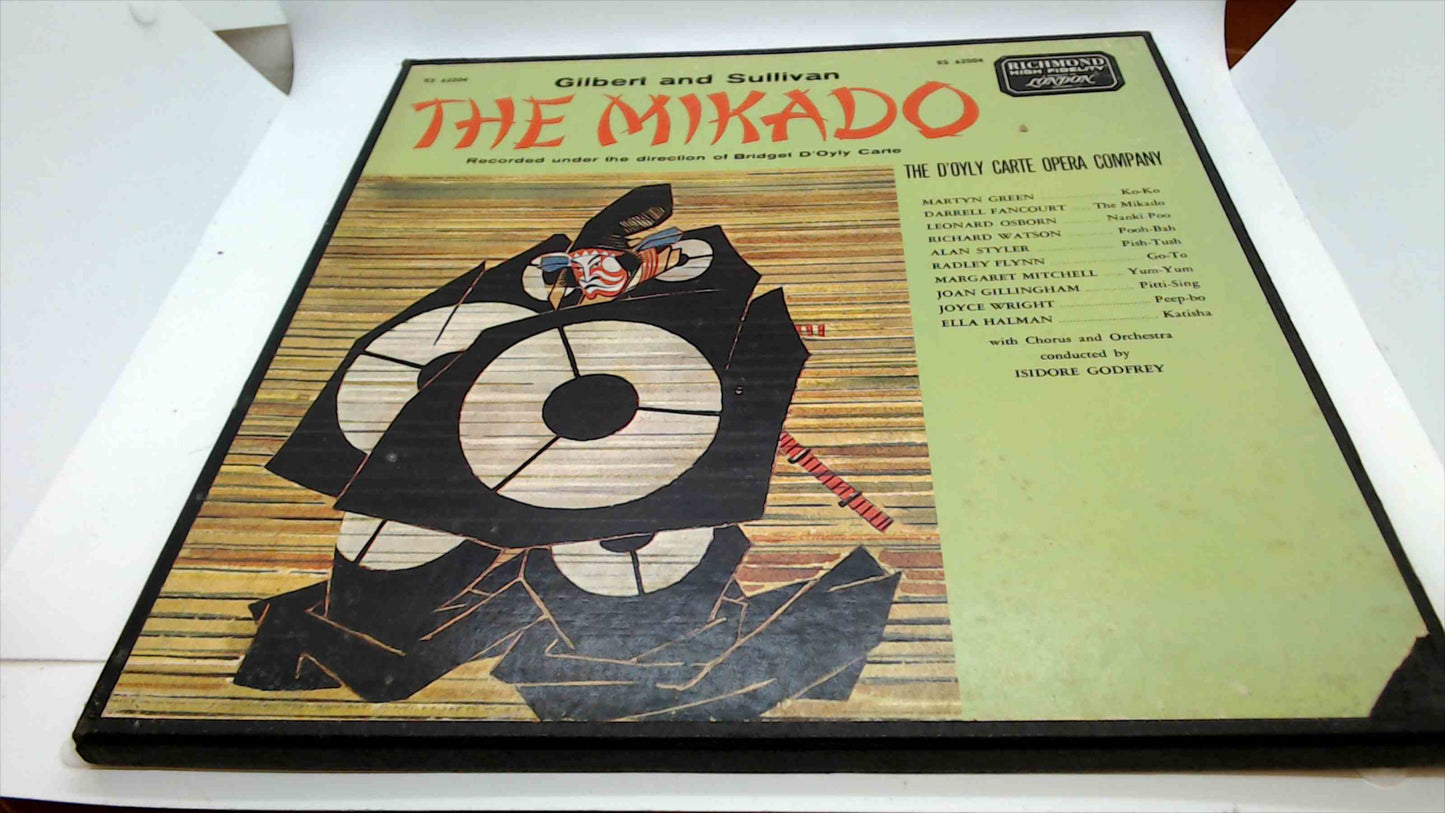 RS 62004
RS 62004
RICHMOND
HIGH FIDELITY
LONDON
Gilbert and Sullivan
THE MIKADO
Recorded under the direction of Bridget D'Oyly Carte
THE D'OYLY CARTE OPERA COMPANY
MARTYN GREEN Ko-Ko
DARRELL FANCOURT The Mikado
LEONARD OSBORN Nanki-Poo
RICHARD WATSON Pooh-Bah
ALAN STYLER Pish-Tush
RADLEY FLYNN Go-To
MARGARET MITCHELL Yum-Yum
JOAN GILLINGHAM Pitti-Sing
JOYCE WRIGHT Peep-bo
ELLA HALMAN Katisha
with Chorus and Orchestra
conducted by
ISIDORE GODFREY